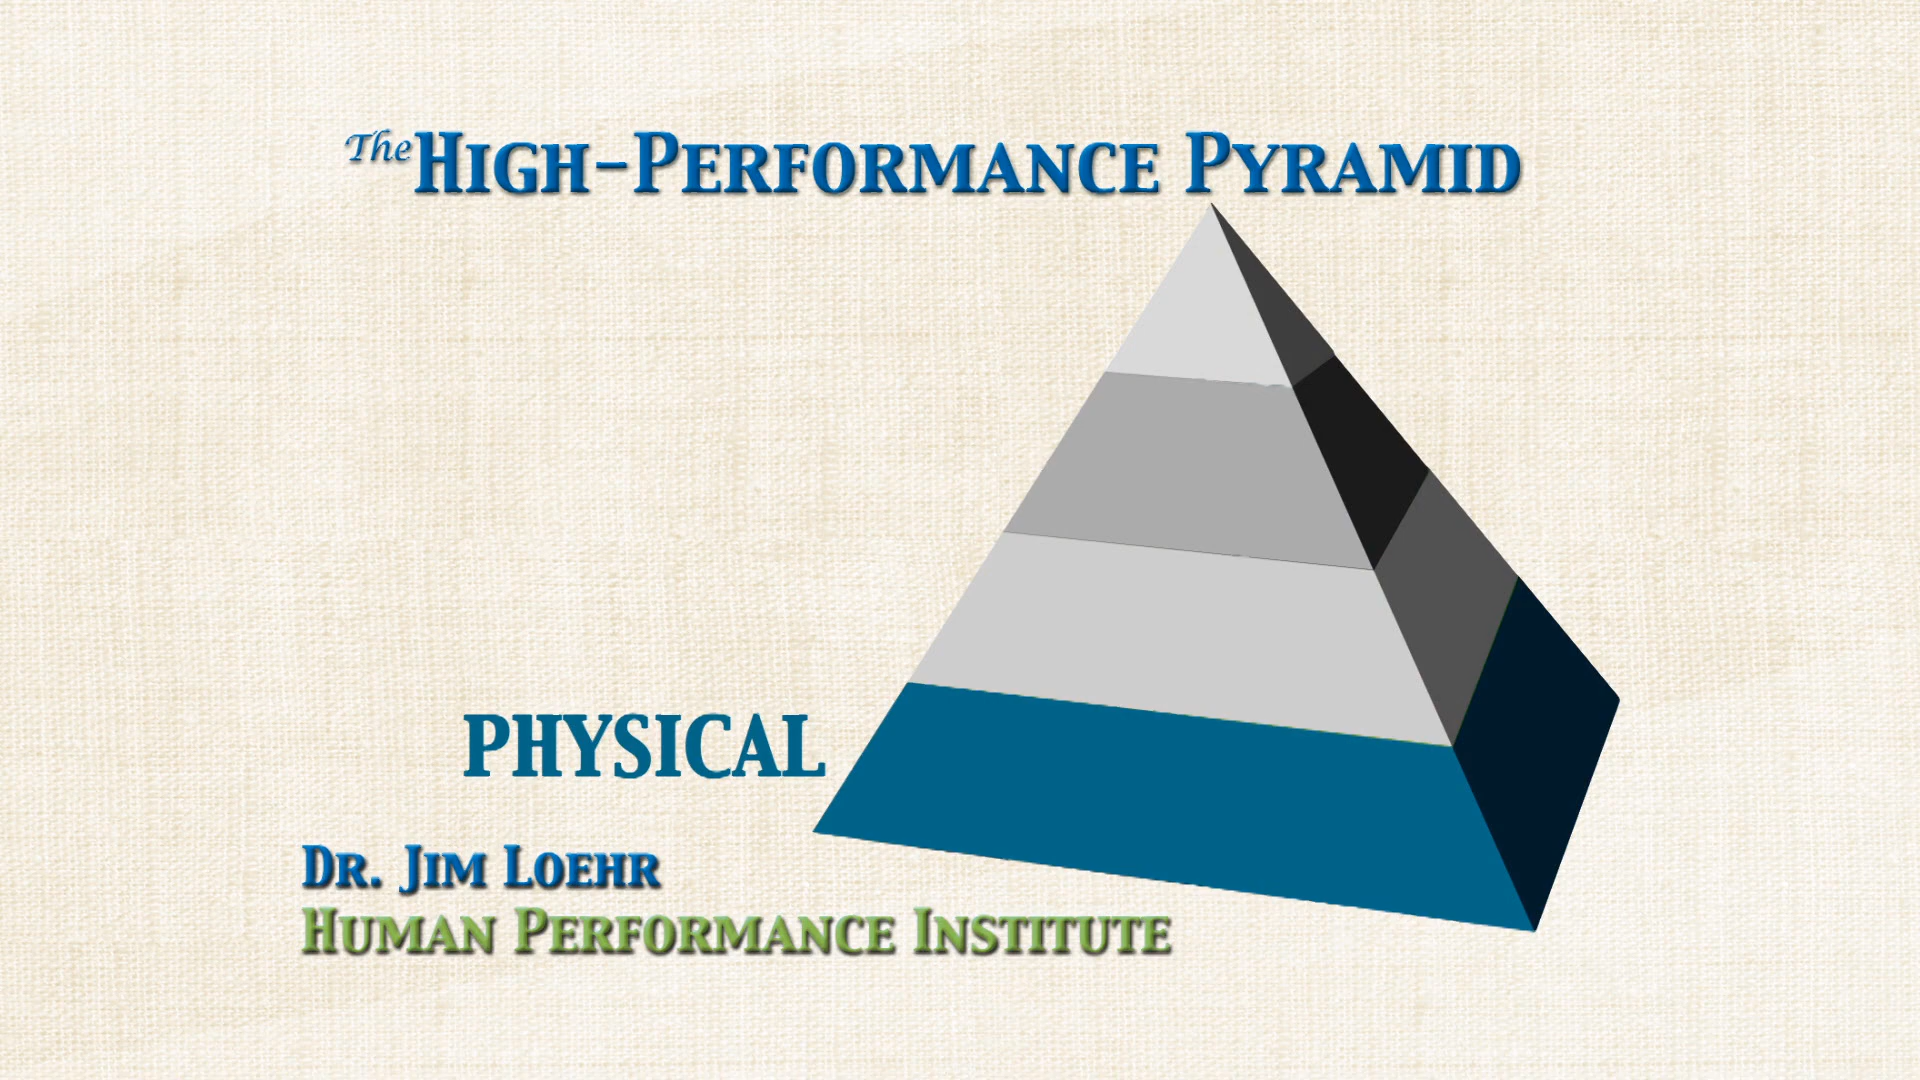 The High-Performance Pyramid
PHYSICAL
Dr. Jim Loehr
Human Performance Institute